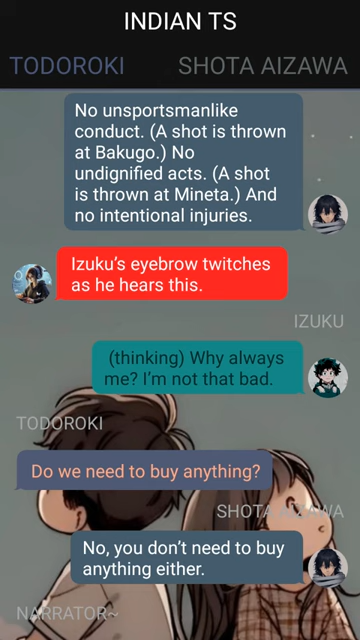 INDIAN TS
TODOROKI
SHOTA AIZAWA
No unsportsmanlike
conduct. (A shot is thrown
at Bakugo.) No
undignified acts. (A shot
is thrown at Mineta.) And
no intentional injuries.
Izuku’s eyebrow twitches
as he hears this.
IZUKU
(thinking) Why always
me? I’m not that bad.
TODOROKI
Do we need to buy anything?
SHOTA AIZAWA
No, you don’t need to buy
anything either.
NARRATOR~